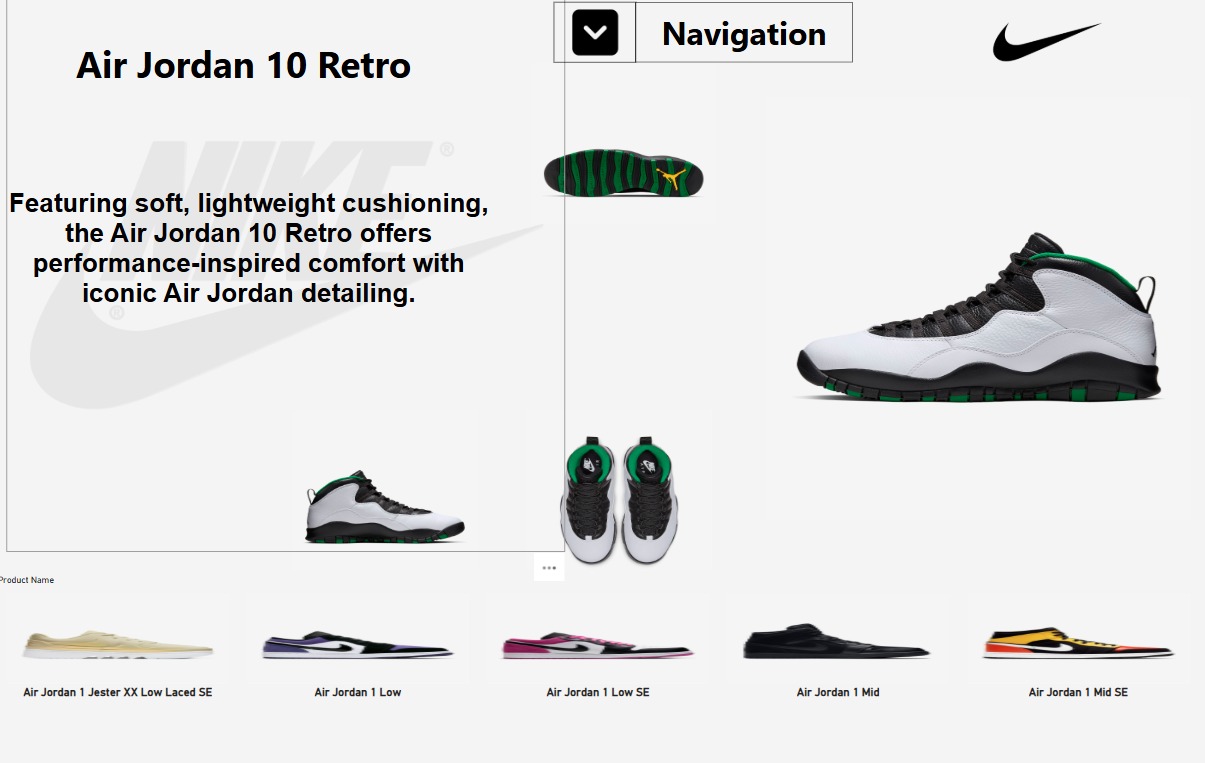 Air Jordan 10 Retro
Navigation
NIKE
®
®
Featuring soft, lightweight cushioning,
the Air Jordan 10 Retro offers
performance-inspired comfort with
iconic Air Jordan detailing.
Product Name
Air Jordan 1 Jester XX Low Laced SE
Air Jordan 1 Low
Air Jordan 1 Low SE
Air Jordan 1 Mid
Air Jordan 1 Mid SE